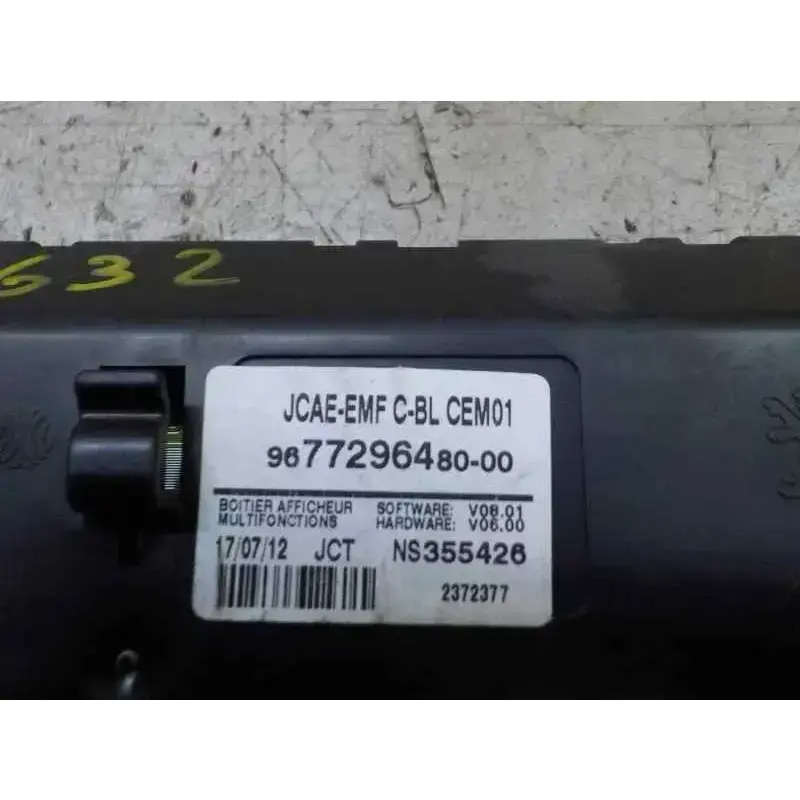 632
JCAE-EMF C-BL CEM01
9677296480-00
BOITIER AFFICHEUR SOFTWARE: V08.01
MULTIFONCTIONS HARDWARE: V06.00
17/07/12 JCT NS355426
2372377